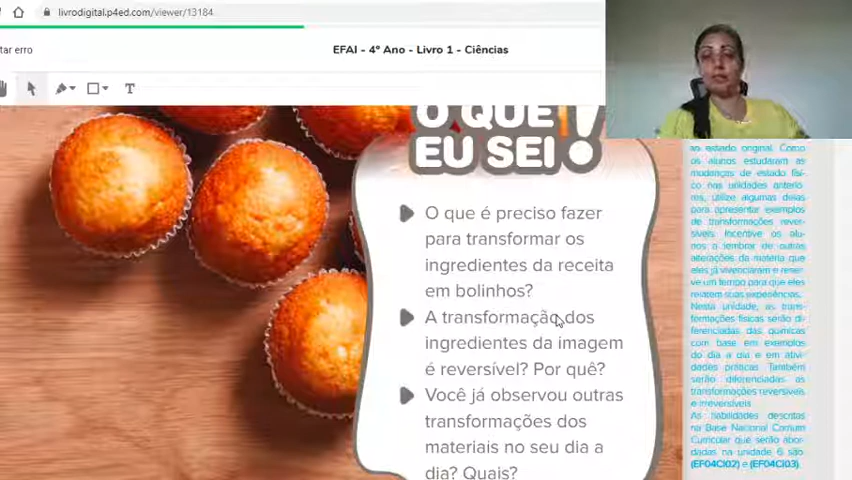 livrodigital.p4ed.com/viewer/13184
tar erro
EFAI - 4º Ano - Livro 1 - Ciências
T
O QUE
EU SEI!
O que é preciso fazer
para transformar os
ingredientes da receita
em bolinhos?
A transformação dos
ingredientes da imagem
é reversível? Por quê?
Você já observou outras
transformações dos
materiais no seu dia a
dia? Quais?
ao estado original. Como
os alunos estudaram as
mudanças de estado físi-
co nas unidades anterio-
res, utilize algumas delas
para apresentar exemplos
de transformações rever-
síveis. Incentive os alu-
nos a lembrar de outras
alterações da matéria que
eles já vivenciaram e reser-
ve um tempo para que eles
relatem suas experiências.
Nesta unidade, as trans-
formações físicas serão di-
ferenciadas das químicas
com base em exemplos
do dia a dia e em ativi-
dades práticas. Também
serão diferenciadas as
transformações reversíveis
e irreversíveis.
As habilidades descritas
na Base Nacional Comum
Curricular que serão abor-
dadas na unidade 6 são
(EF04CI02) e (EF04CI03).